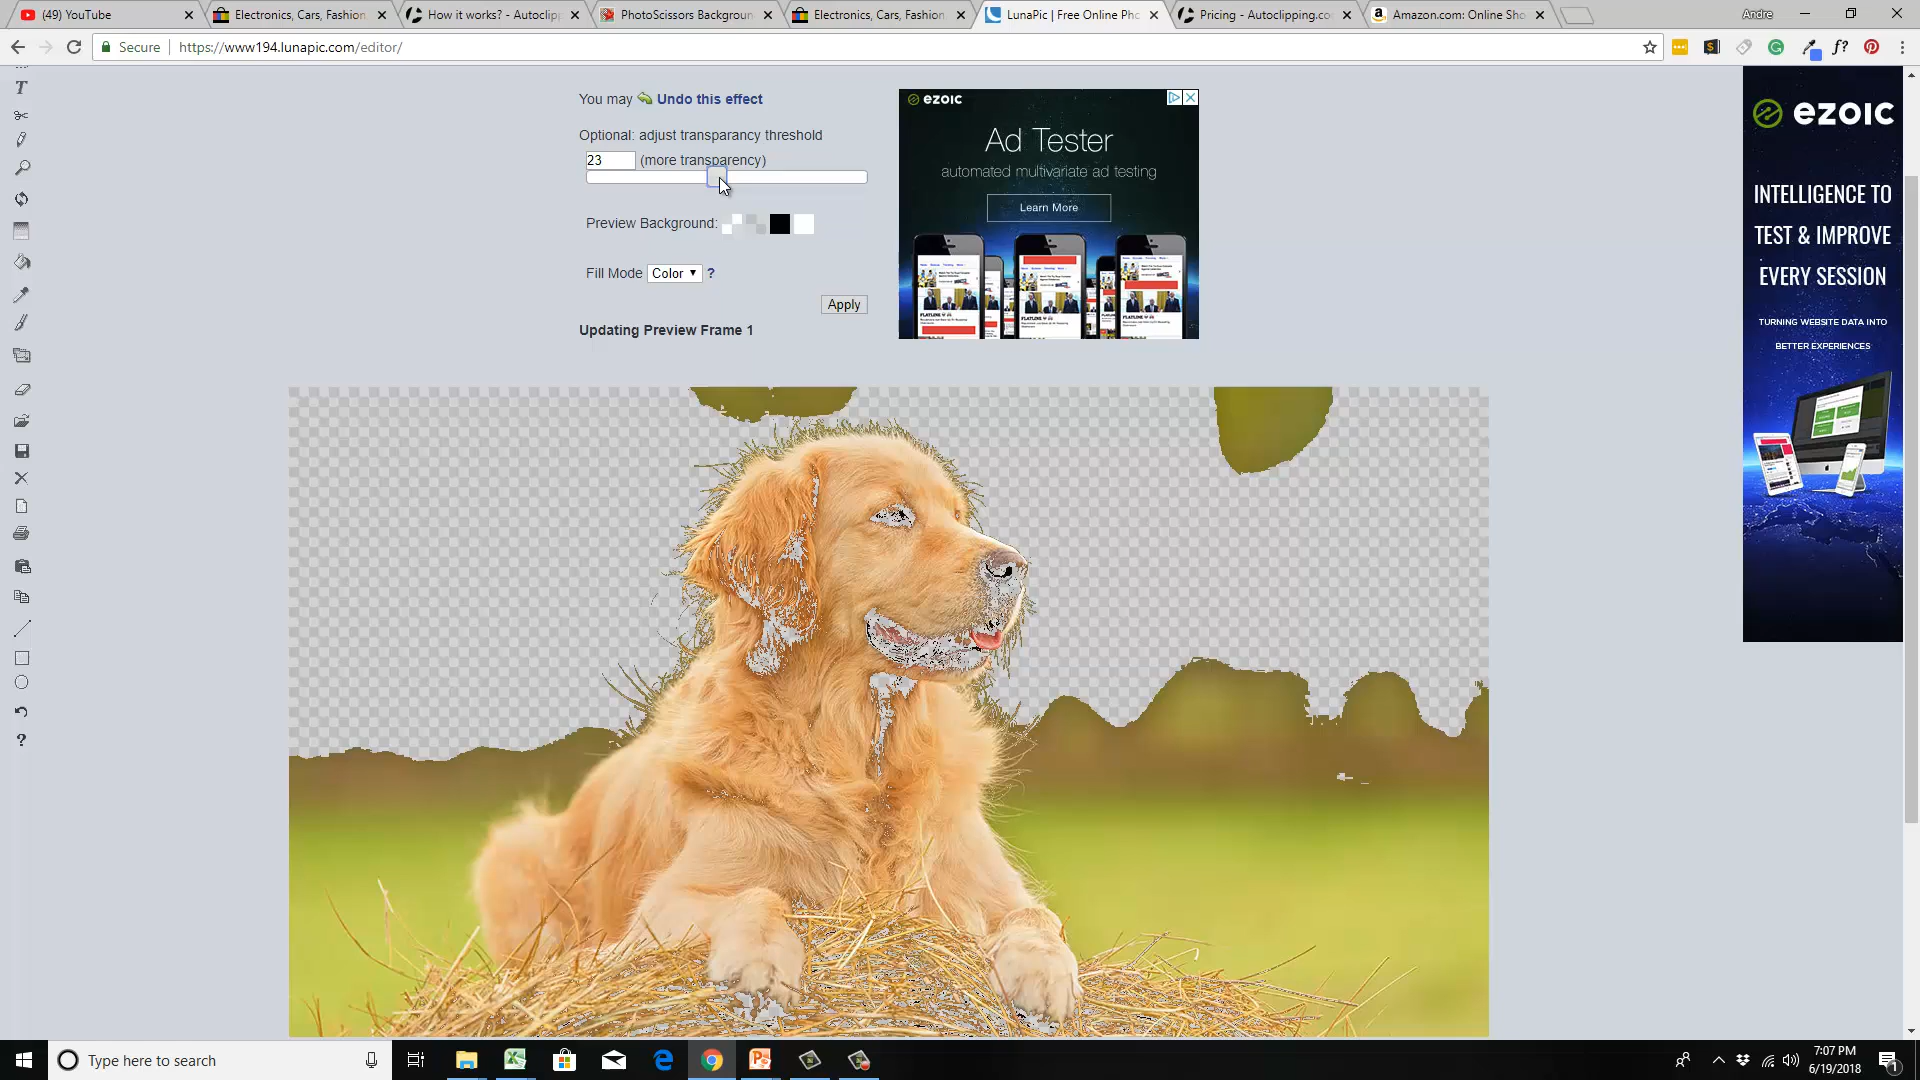 (49) YouTube
Electronics, Cars, Fashion,
How it works? - Autoclipp
PhotoScissors Backgroun
Electronics, Cars, Fashion,
LunaPic | Free Online Pho
Pricing - Autoclipping.co
Amazon.com: Online Sho
Andre
Secure
https://www194.lunapic.com/editor/
You may Undo this effect
Optional: adjust transparancy threshold
23 (more transparency)
Preview Background:
Fill Mode Color ?
Apply
Updating Preview Frame 1
ezoic
Ad Tester
automated multivariate ad testing
Learn More
ezoic
INTELLIGENCE TO
TEST & IMPROVE
EVERY SESSION
TURNING WEBSITE DATA INTO
BETTER EXPERIENCES
Type here to search
7:07 PM
6/19/2018
1